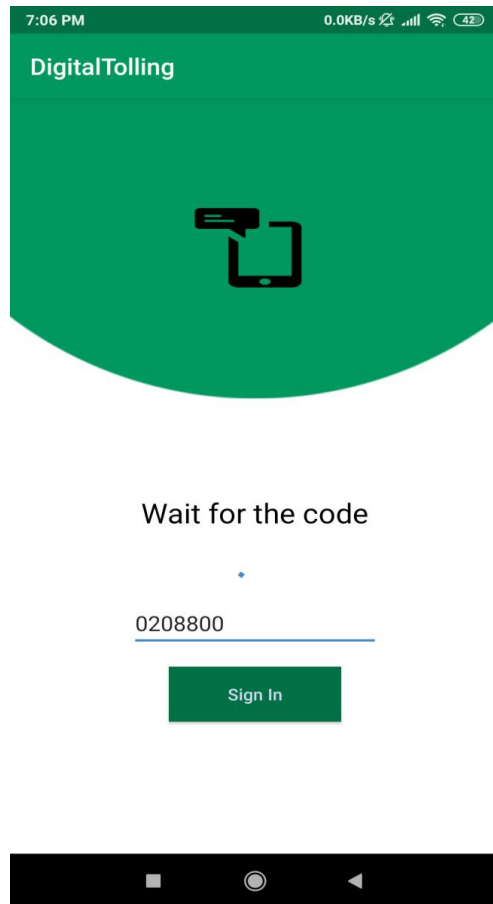 7:06 PM 0.0KB/s 42
DigitalTolling
Wait for the code
0208800
Sign In